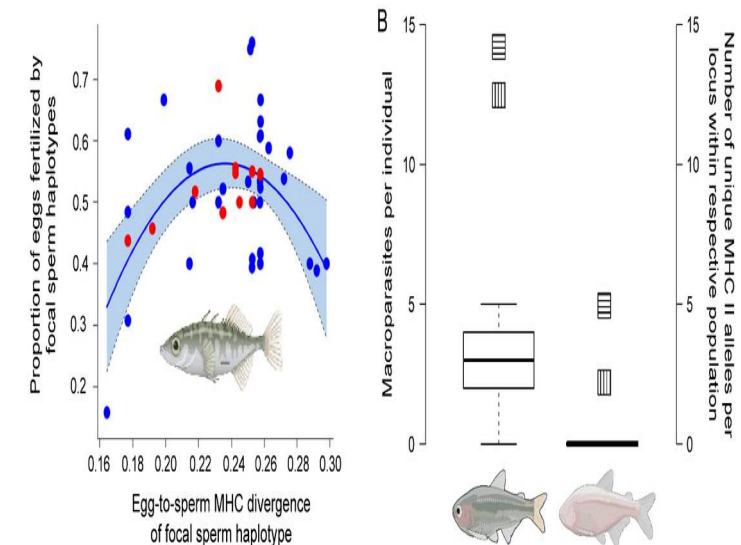 Proportion of eggs fertilized by
focal sperm haplotypes
0.7
0.6
0.5
0.4
0.3
0.2
0.16 0.18 0.20 0.22 0.24 0.26 0.28 0.30
Egg-to-sperm MHC divergence
of focal sperm haplotype
B
Macroparasites per individual
15
10
5
0
15
10
5
0
Number of unique MHC II alleles per
locus within respective population